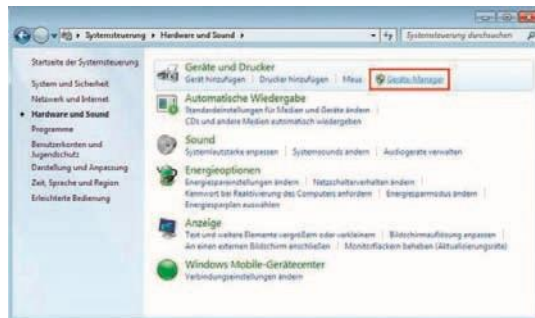 Systemsteuerung ▸ Hardware und Sound ▸
Systemsteuerung durchsuchen
Startseite der Systemsteuerung
System und Sicherheit
Netzwerk und Internet
Hardware und Sound
Programme
Benutzerkonten und
Jugendschutz
Darstellung und Anpassung
Zeit, Sprache und Region
Erleichterte Bedienung
Geräte und Drucker
Gerät hinzufügen | Drucker hinzufügen | Maus | Geräte-Manager
Automatische Wiedergabe
Standardeinstellungen für Medien und Geräte ändern
CDs und andere Medien automatisch wiedergeben
Sound
Systemlautstärke anpassen | Systemsounds ändern | Audiogeräte verwalten
Energieoptionen
Energiespareinstellungen ändern | Netzschalterverhalten ändern
Kennwort bei Reaktivierung des Computers anfordern | Energiesparmodus ändern
Energiesparplan auswählen
Anzeige
Text und weitere Elemente vergrößern oder verkleinern | Bildschirmauflösung anpassen
An einen externen Bildschirm anschließen | Monitorflackern beheben (Aktualisierungsrate)
Windows Mobile-Gerätecenter
Verbindungseinstellungen ändern